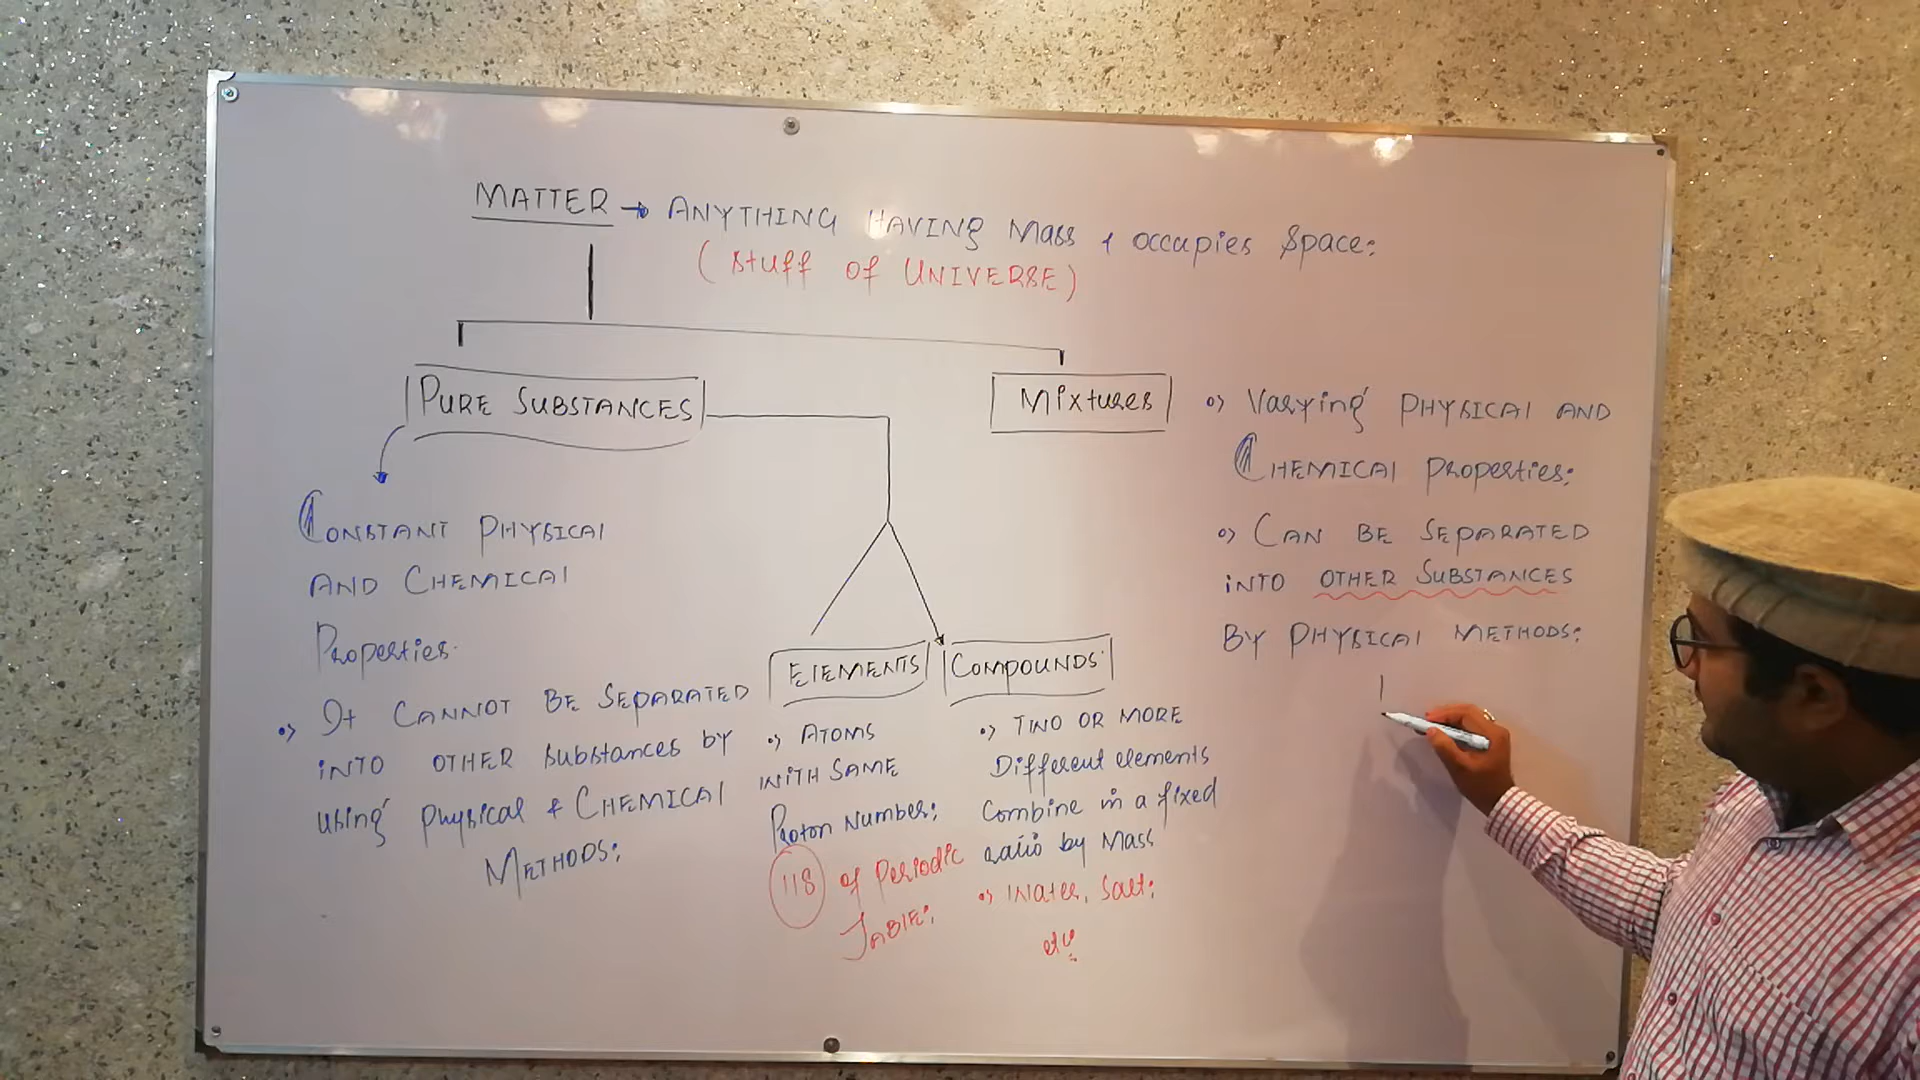 MATTER → ANYTHING HAVING MASS & OCCUPIES SPACE:
(STUFF OF UNIVERSE)
PURE SUBSTANCES
CONSTANT PHYSICAL
AND CHEMICAL
Properties.
•) It CANNOT BE SEPARATED
INTO OTHER Substances by
using Physical & CHEMICAL
METHODS:
ELEMENTS
•) ATOMS
WITH SAME
Proton Number:
118 of Periodic
TABLE:
COMPOUNDS:
•) TWO OR MORE
Different elements
Combine in a fixed
ratio by Mass
•) Water, Salt:
etc
Mixtures
•) Varying PHYSICAL AND
CHEMICAL Properties:
•) CAN BE SEPARATED
INTO OTHER SUBSTANCES
BY PHYSICAL METHODS: